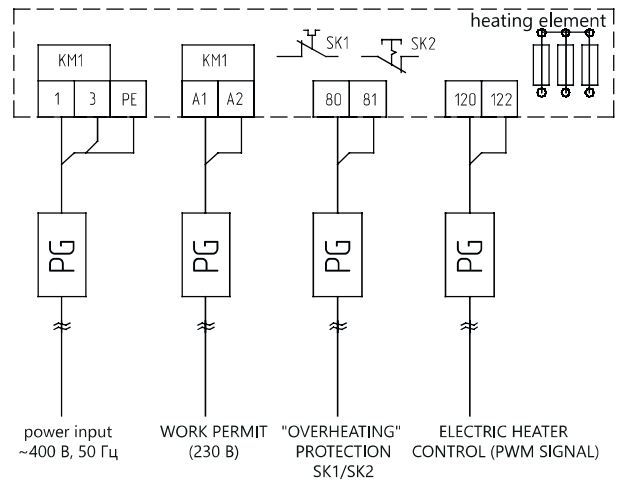 heating element
SK1
SK2
KM1
KM1
1 3 PE
A1 A2
80 81
120 122
PG
PG
PG
PG
power input
~400 В, 50 Гц
WORK PERMIT
(230 В)
"OVERHEATING"
PROTECTION
SK1/SK2
ELECTRIC HEATER
CONTROL (PWM SIGNAL)